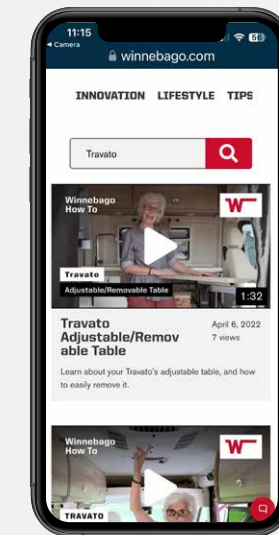 11:15
Camera
60
winnebago.com
INNOVATION LIFESTYLE TIPS
Travato
Winnebago
How To
W
Travato
Adjustable/Removable Table
1:32
Travato
Adjustable/Remov
able Table
April 6, 2022
7 views
Learn about your Travato's adjustable table, and how
to easily remove it.
Winnebago
How To
W
TRAVATO